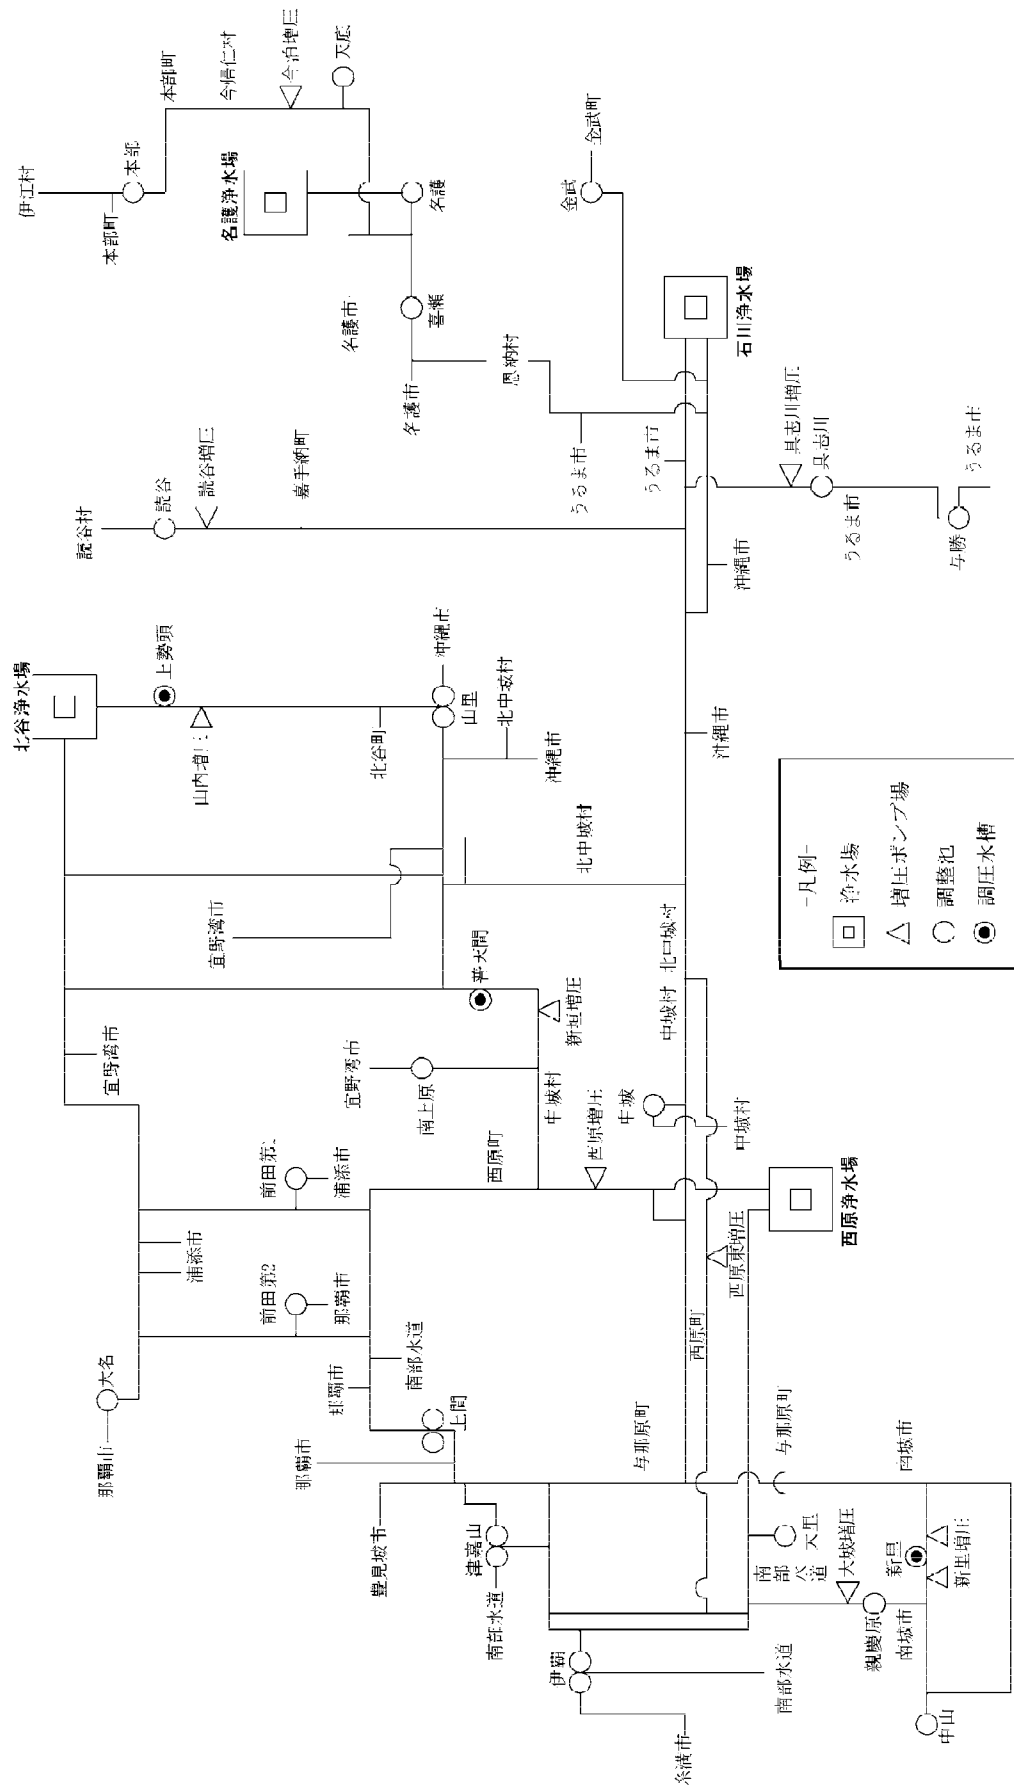 伊江村
本部町
本部
本部町
今帰仁村
今泊増圧
天底
名護浄水場
名護
名護市
喜瀬
名護市
恩納村
金武
金武町
石川浄水場
うるま市
うるま市
具志川増圧
具志川
うるま市
与勝
うるま市
読谷村
読谷
読谷増圧
嘉手納町
沖縄市
沖縄市
北谷浄水場
上勢頭
山内増圧
北谷町
沖縄市
山里
北中城村
沖縄市
北中城村
北中城村
宜野湾市
普天間
新垣増圧
中城村
中城
中城村
宜野湾市
宜野湾市
南上原
中城村
西原町
西原増圧
西原浄水場
西原東増圧
西原町
前田第1
浦添市
浦添市
前田第2
那覇市
大名
那覇市
南部水道
那覇市
上間
那覇市
与那原町
与那原町
南城市
豊見城市
津嘉山
南部水道
伊覇
南部水道
糸満市
大里
南部水道
大城増圧
新里
新里増圧
親慶原
南城市
中山
-凡例-
浄水場
増圧ポンプ場
調整池
調圧水槽